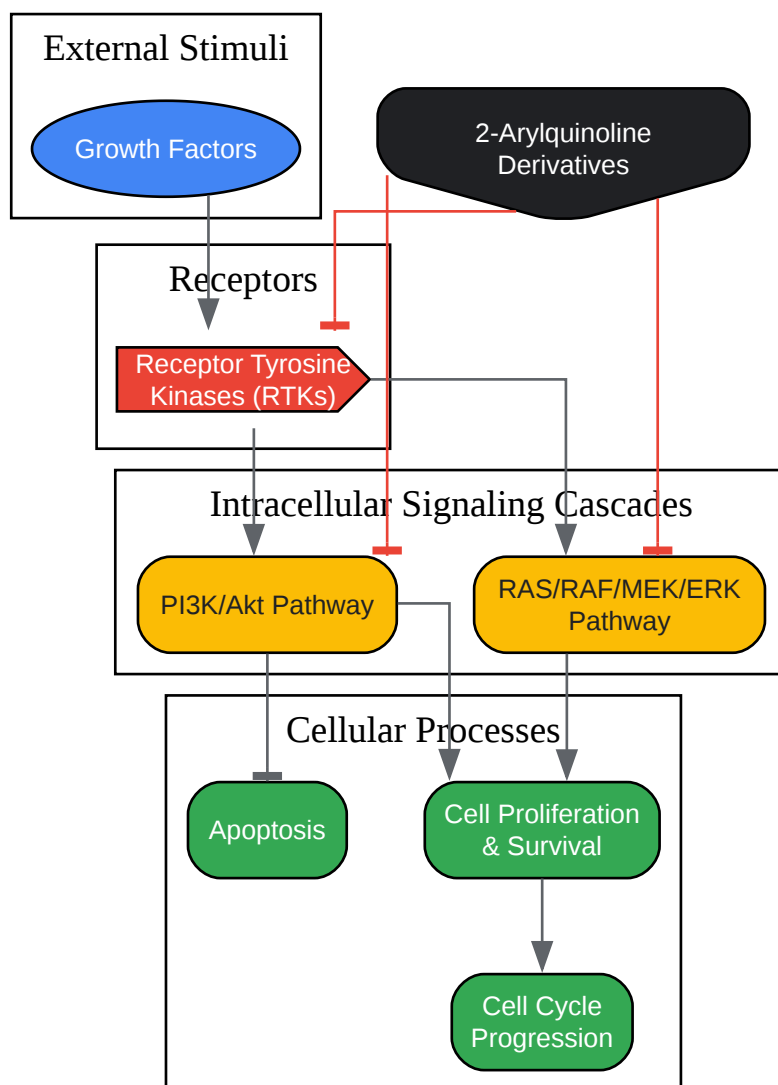 External Stimuli
Growth Factors
2-Arylquinoline
Derivatives
Receptors
Receptor Tyrosine
Kinases (RTKs)
Intracellular Signaling Cascades
PI3K/Akt Pathway
RAS/RAF/MEK/ERK
Pathway
Cellular Processes
Apoptosis
Cell Proliferation
& Survival
Cell Cycle
Progression